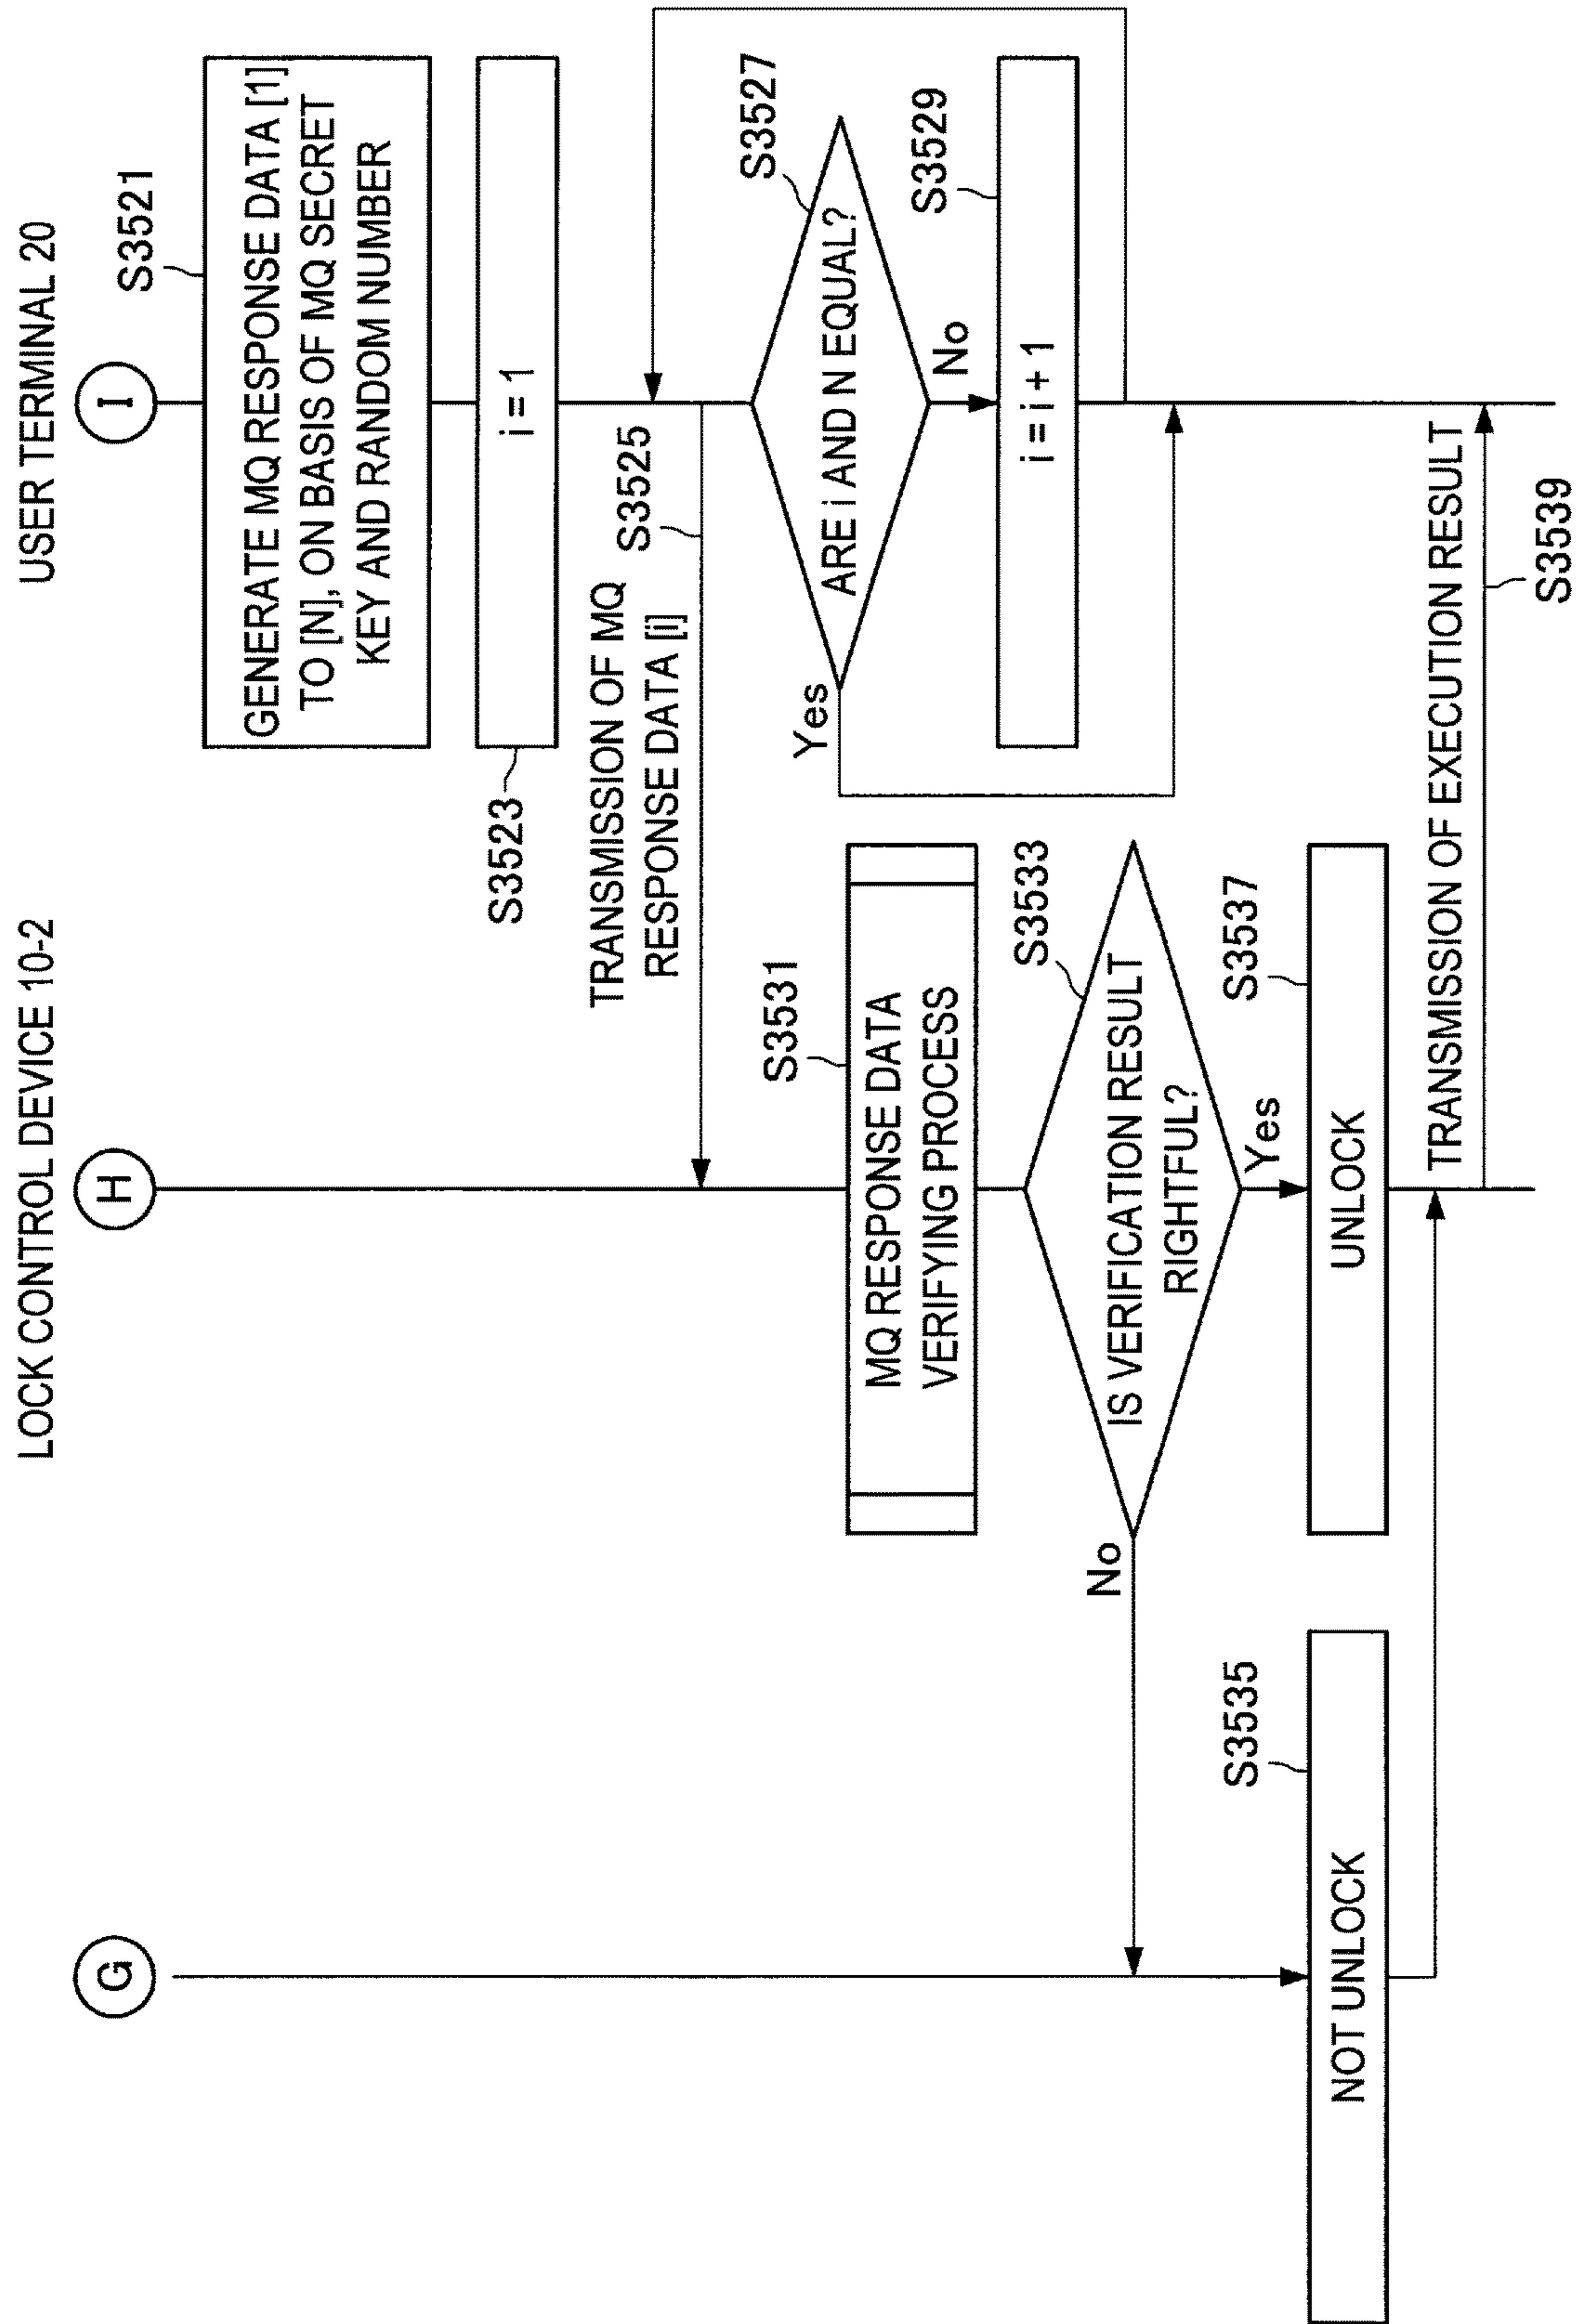 LOCK CONTROL DEVICE 10-2
USER TERMINAL 20
G
H
I
S3521
GENERATE MQ RESPONSE DATA [1]
TO [N], ON BASIS OF MQ SECRET
KEY AND RANDOM NUMBER
S3523
i = 1
TRANSMISSION OF MQ
RESPONSE DATA [i]
S3525
S3527
ARE i AND N EQUAL?
Yes
No
S3529
i = i + 1
S3531
MQ RESPONSE DATA
VERIFYING PROCESS
S3533
IS VERIFICATION RESULT
RIGHTFUL?
No
Yes
S3535
NOT UNLOCK
S3537
UNLOCK
TRANSMISSION OF EXECUTION RESULT
S3539